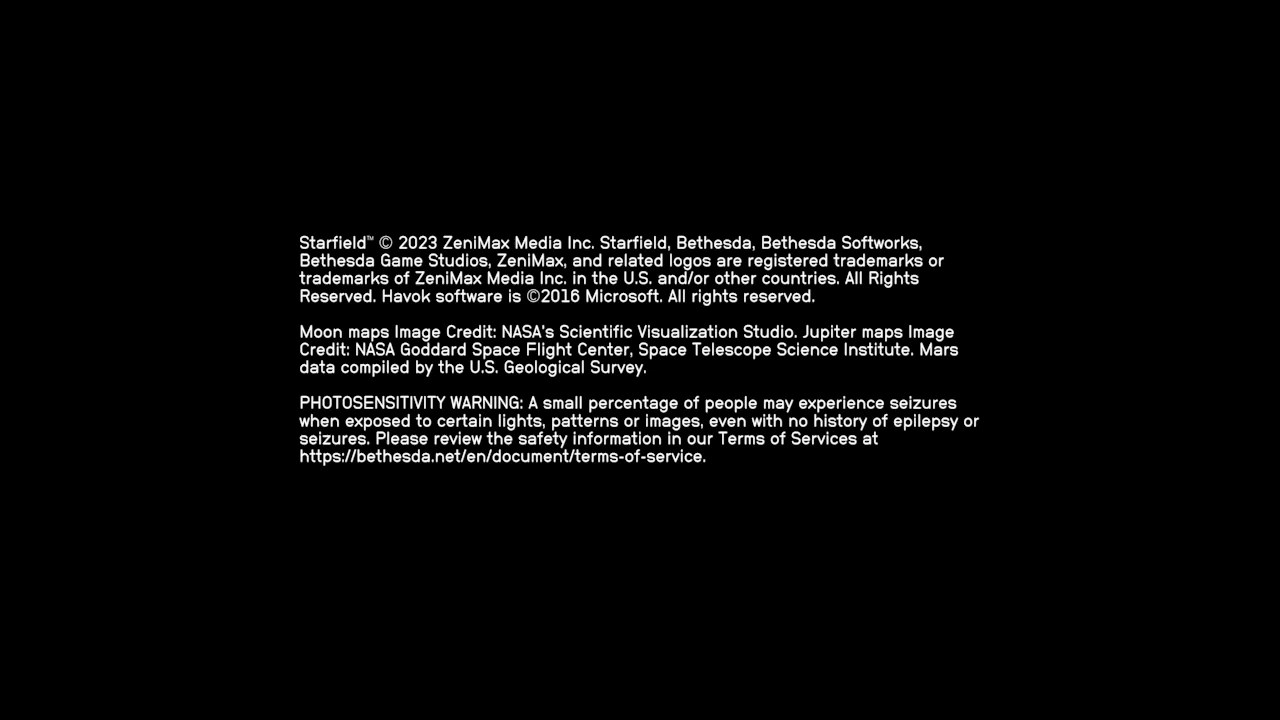 Starfield™ © 2023 ZeniMax Media Inc. Starfield, Bethesda, Bethesda Softworks,
Bethesda Game Studios, ZeniMax, and related logos are registered trademarks or
trademarks of ZeniMax Media Inc. in the U.S. and/or other countries. All Rights
Reserved. Havok software is ©2016 Microsoft. All rights reserved.
Moon maps Image Credit: NASA's Scientific Visualization Studio. Jupiter maps Image
Credit: NASA Goddard Space Flight Center, Space Telescope Science Institute. Mars
data compiled by the U.S. Geological Survey.
PHOTOSENSITIVITY WARNING: A small percentage of people may experience seizures
when exposed to certain lights, patterns or images, even with no history of epilepsy or
seizures. Please review the safety information in our Terms of Services at
https://bethesda.net/en/document/terms-of-service.